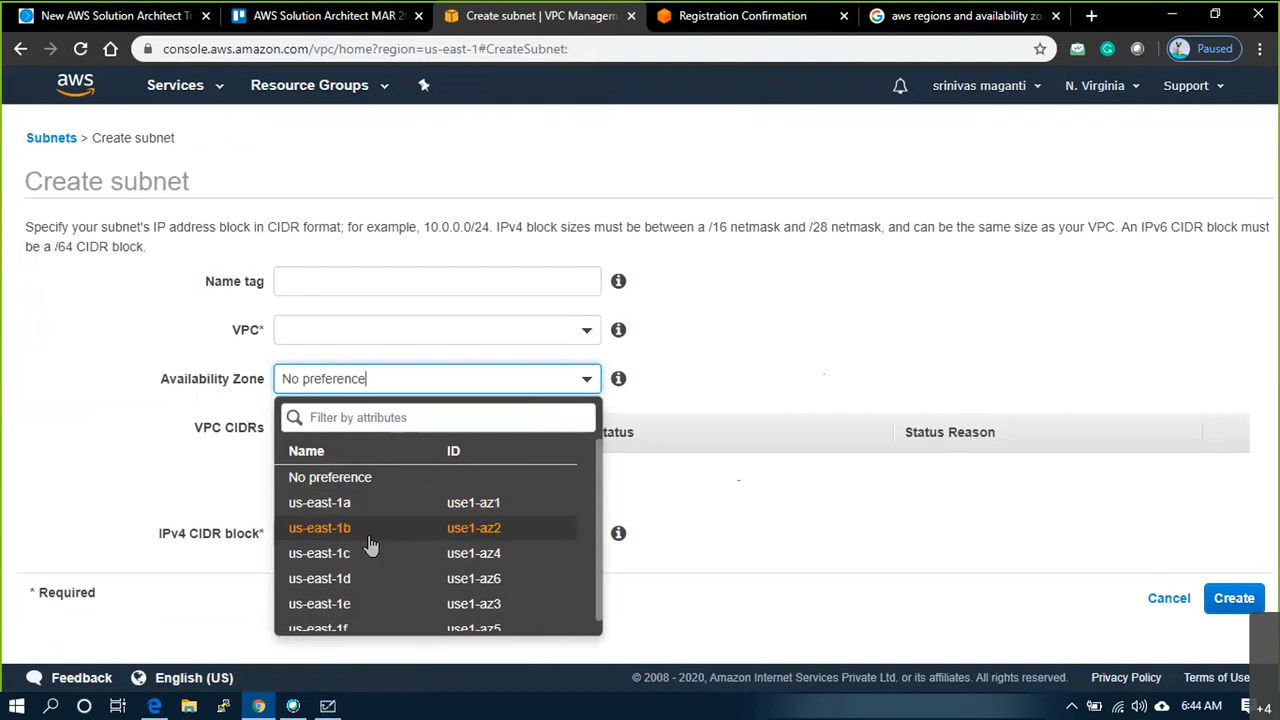 New AWS Solution Architect Tr
AWS Solution Architect MAR 2
Create subnet | VPC Managem
Registration Confirmation
aws regions and availability zo
console.aws.amazon.com/vpc/home?region=us-east-1#CreateSubnet:
Paused
aws
Services
Resource Groups
srinivas maganti
N. Virginia
Support
Subnets > Create subnet
Create subnet
Specify your subnet's IP address block in CIDR format; for example, 10.0.0.0/24. IPv4 block sizes must be between a /16 netmask and /28 netmask, and can be the same size as your VPC. An IPv6 CIDR block must
be a /64 CIDR block.
Name tag
VPC*
Availability Zone
No preference
Filter by attributes
VPC CIDRs
tatus
Status Reason
Name ID
No preference
us-east-1a use1-az1
us-east-1b use1-az2
us-east-1c use1-az4
us-east-1d use1-az6
us-east-1e use1-az3
us-east-1f use1-az5
IPv4 CIDR block*
* Required
Cancel
Create
Feedback
English (US)
© 2008 - 2020, Amazon Internet Services Private Ltd. or its affiliates. All rights reserved.
Privacy Policy
Terms of Use
6:44 AM
+4